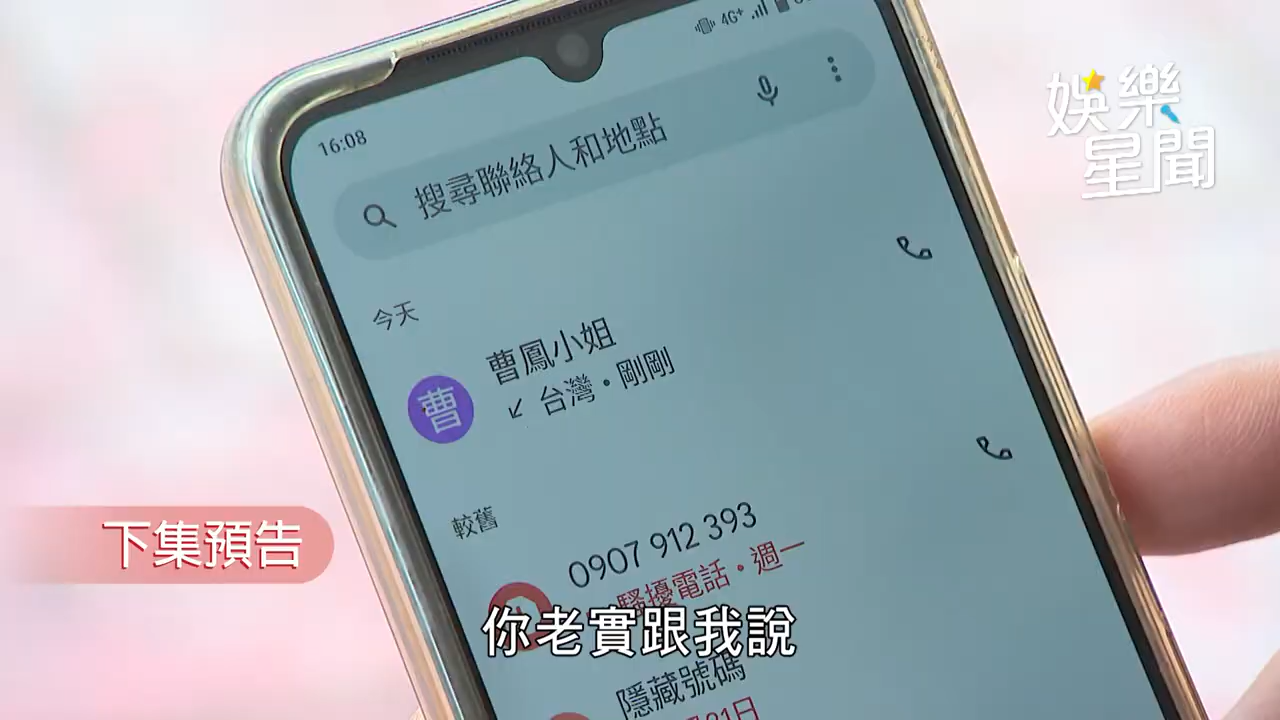 16:08
4G+
搜尋聯絡人和地點
娛樂
星聞
今天
曹鳳小姐
曹
↙ 台灣・剛剛
較舊
0907 912 393
騷擾電話・週一
下集預告
你老實跟我說
隱藏號碼